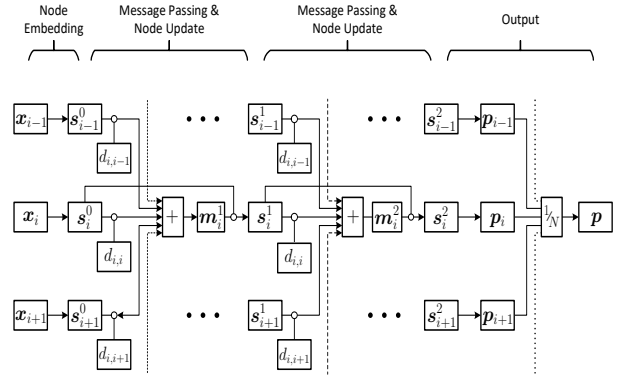 Node
Embedding
Message Passing &
Node Update
Message Passing &
Node Update
Output
x_{i−1}
s^0_{i−1}
• • •
s^1_{i−1}
• • •
s^2_{i−1}
p_{i−1}
d_{i,i−1}
d_{i,i−1}
x_i
s^0_i
+
m^1_i
s^1_i
+
m^2_i
s^2_i
p_i
1/N
p
d_{i,i}
d_{i,i}
x_{i+1}
s^0_{i+1}
• • •
s^1_{i+1}
• • •
s^2_{i+1}
p_{i+1}
d_{i,i+1}
d_{i,i+1}